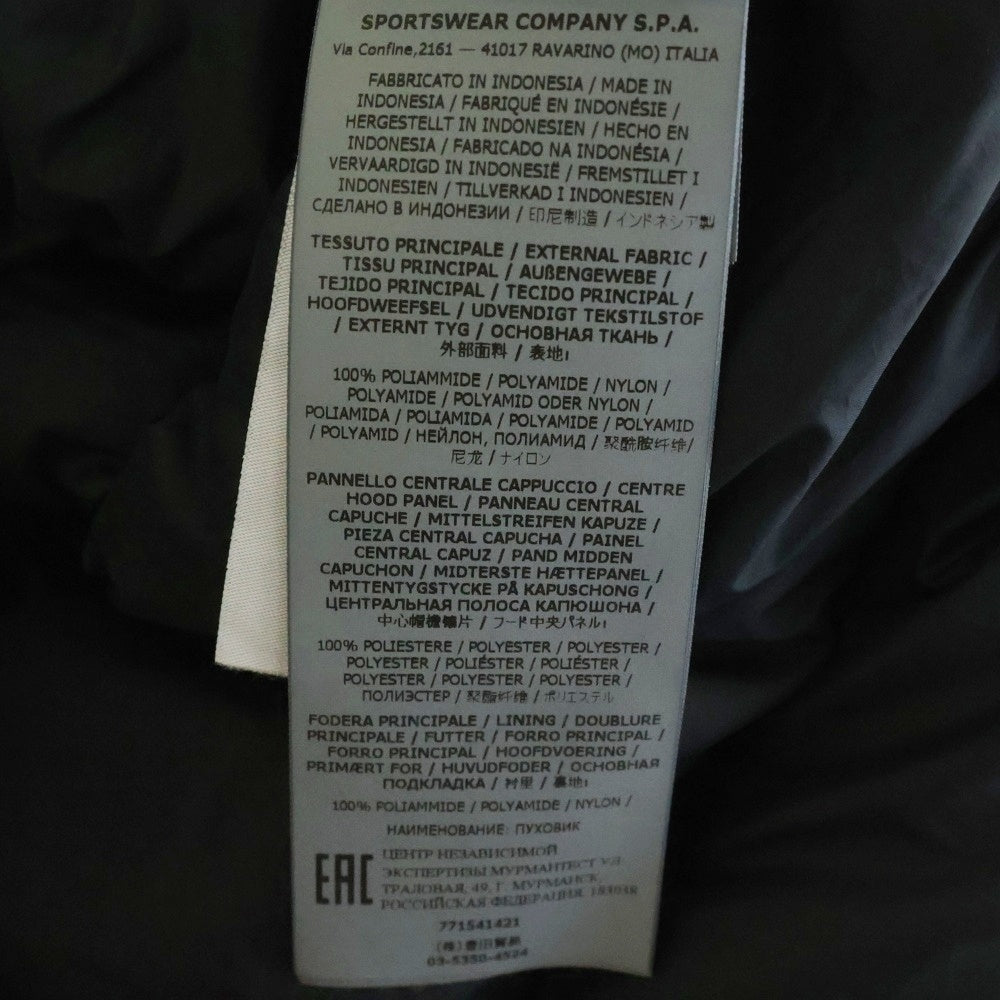 SPORTSWEAR COMPANY S.P.A.
Via Confine,2161 — 41017 RAVARINO (MO) ITALIA
FABBRICATO IN INDONESIA / MADE IN
INDONESIA / FABRIQUÉ EN INDONÉSIE /
HERGESTELLT IN INDONESIEN / HECHO EN
INDONESIA / FABRICADO NA INDONÉSIA /
VERVAARDIGD IN INDONESIË / FREMSTILLET I
INDONESIEN / TILLVERKAD I INDONESIEN /
СДЕЛАНО В ИНДОНЕЗИИ / 印尼制造 / インドネシア製
TESSUTO PRINCIPALE / EXTERNAL FABRIC /
TISSU PRINCIPAL / AUßENGEWEBE /
TEJIDO PRINCIPAL / TECIDO PRINCIPAL /
HOOFDWEEFSEL / UDVENDIGT TEKSTILSTOF
/ EXTERNT TYG / ОСНОВНАЯ ТКАНЬ /
外部面料 / 表地:
100% POLIAMMIDE / POLYAMIDE / NYLON /
POLYAMIDE / POLYAMID ODER NYLON /
POLIAMIDA / POLIAMIDA / POLYAMIDE / POLYAMID
/ POLYAMID / НЕЙЛОН, ПОЛИАМИД / 聚酰胺纤维/
尼龙 / ナイロン
PANNELLO CENTRALE CAPPUCCIO / CENTRE
HOOD PANEL / PANNEAU CENTRAL
CAPUCHE / MITTELSTREIFEN KAPUZE /
PIEZA CENTRAL CAPUCHA / PAINEL
CENTRAL CAPUZ / PAND MIDDEN
CAPUCHON / MIDTERSTE HÆTTEPANEL /
MITTENTYGSTYCKE PÅ KAPUSCHONG /
ЦЕНТРАЛЬНАЯ ПОЛОСА КАПЮШОНА /
中心帽檐镶片 / フード中央パネル:
100% POLIESTERE / POLYESTER / POLYESTER /
POLYESTER / POLIÉSTER / POLIÉSTER /
POLYESTER / POLYESTER / POLYESTER /
ПОЛИЭСТЕР / 聚酯纤维 / ポリエステル
FODERA PRINCIPALE / LINING / DOUBLURE
PRINCIPALE / FUTTER / FORRO PRINCIPAL /
FORRO PRINCIPAL / HOOFDVOERING /
PRIMÆRT FOR / HUVUDFODER / ОСНОВНАЯ
ПОДКЛАДКА / 衬里 / 裏地:
100% POLIAMMIDE / POLYAMIDE / NYLON /
НАИМЕНОВАНИЕ: ПУХОВИК
EAC
ЦЕНТР НЕЗАВИСИМОЙ
ЭКСПЕРТИЗЫ МУРМАНТЕСТ УЛ.
ТРАЛОВАЯ, 49, Г. МУРМАНСК,
РОССИЙСКАЯ ФЕДЕРАЦИЯ, 183038
771541421
(株)豊田貿易
03-5350-4524